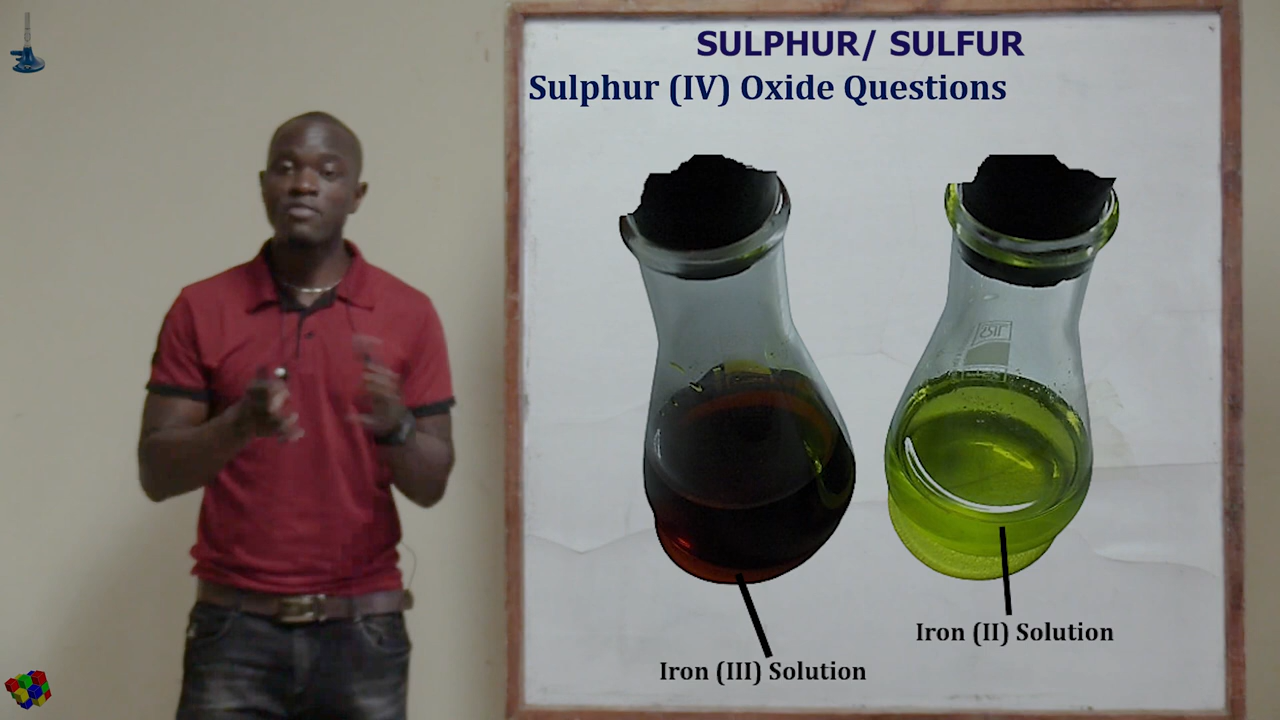 SULPHUR/ SULFUR
Sulphur (IV) Oxide Questions
Iron (II) Solution
Iron (III) Solution